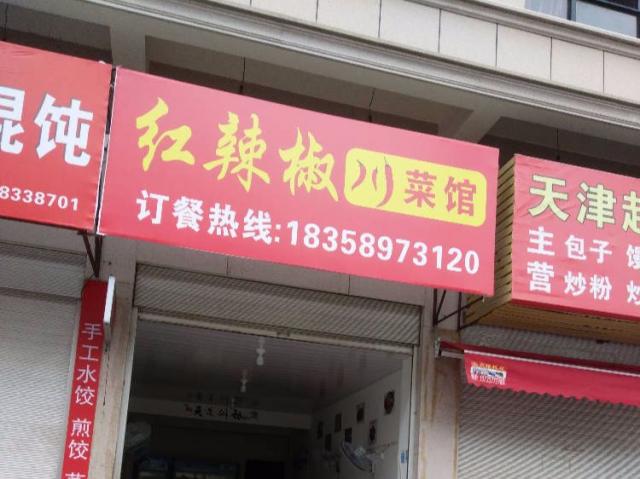 馄饨
8338701
红辣椒川菜馆
订餐热线:18358973120
天津
主 包子
营 炒粉
手工水饺 煎饺